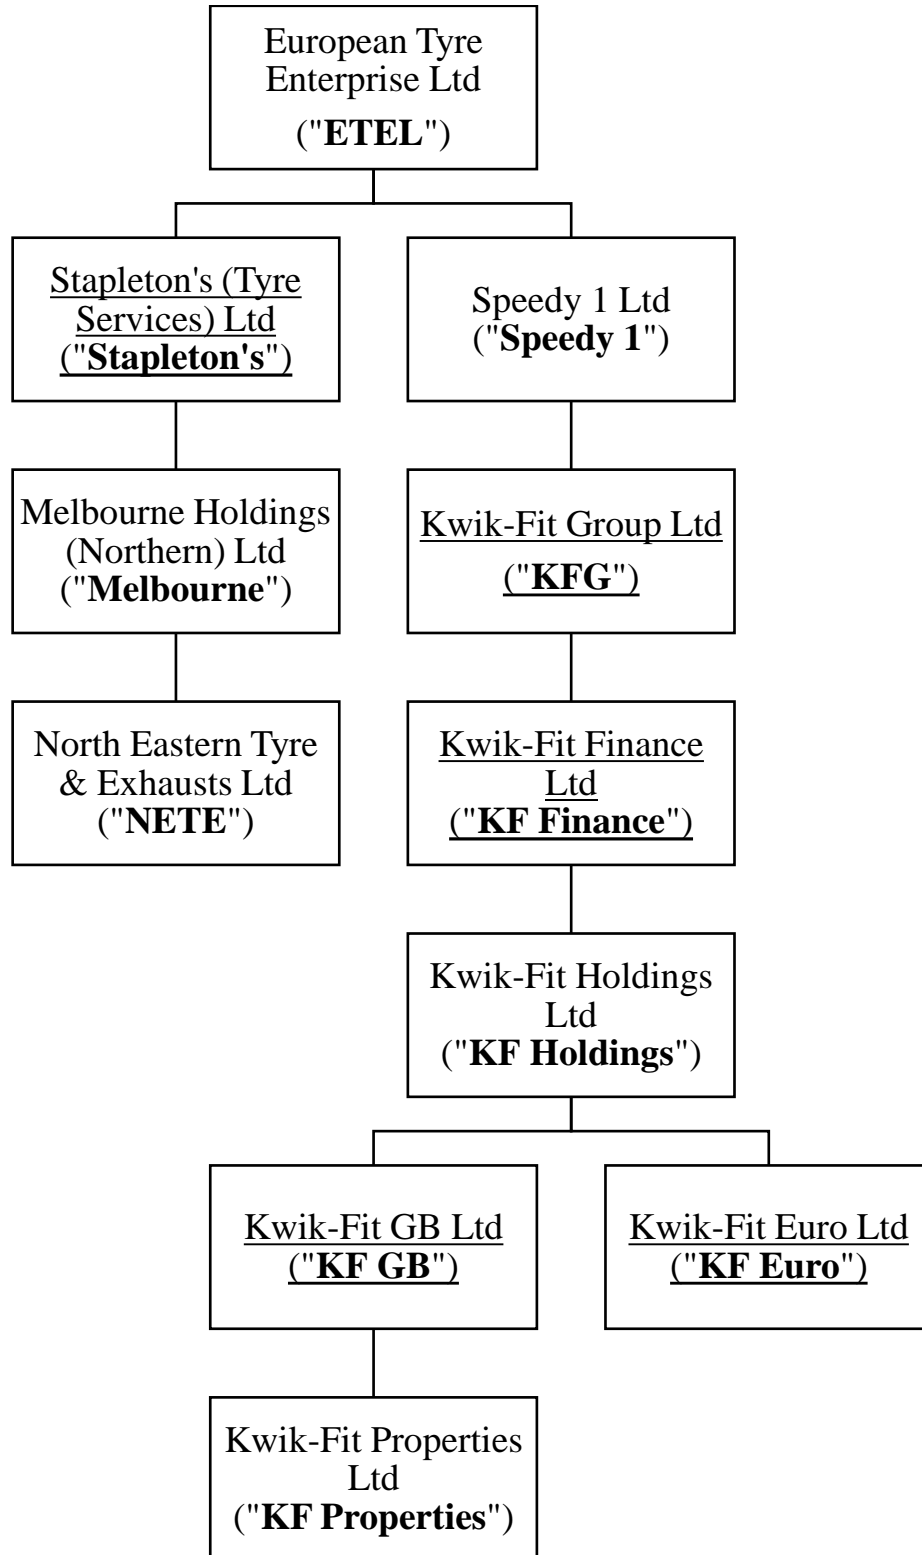 European Tyre
Enterprise Ltd
("ETEL")
Stapleton's (Tyre
Services) Ltd
("Stapleton's")
Speedy 1 Ltd
("Speedy 1")
Melbourne Holdings
(Northern) Ltd
("Melbourne")
Kwik-Fit Group Ltd
("KFG")
North Eastern Tyre
& Exhausts Ltd
("NETE")
Kwik-Fit Finance
Ltd
("KF Finance")
Kwik-Fit Holdings
Ltd
("KF Holdings")
Kwik-Fit GB Ltd
("KF GB")
Kwik-Fit Euro Ltd
("KF Euro")
Kwik-Fit Properties
Ltd
("KF Properties")